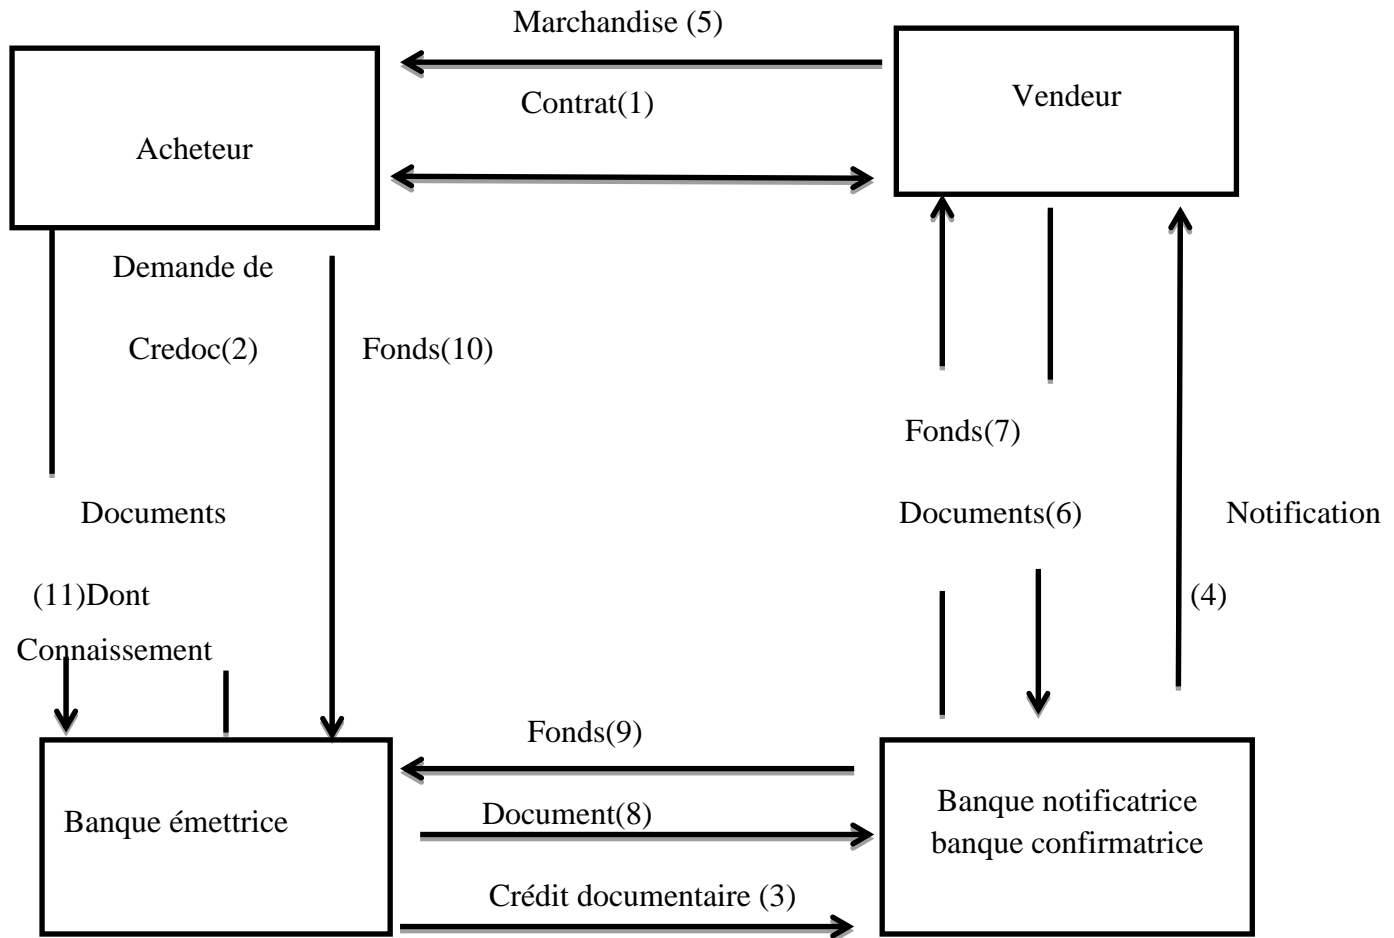 Marchandise (5)
Vendeur
Contrat(1)
Acheteur
Demande de
Credoc(2)
Fonds(10)
Fonds(7)
Documents
Documents(6)
Notification
(11)Dont
(4)
Connaissement
Fonds(9)
Banque émettrice
Document(8)
Banque notificatrice
banque confirmatrice
Crédit documentaire (3)